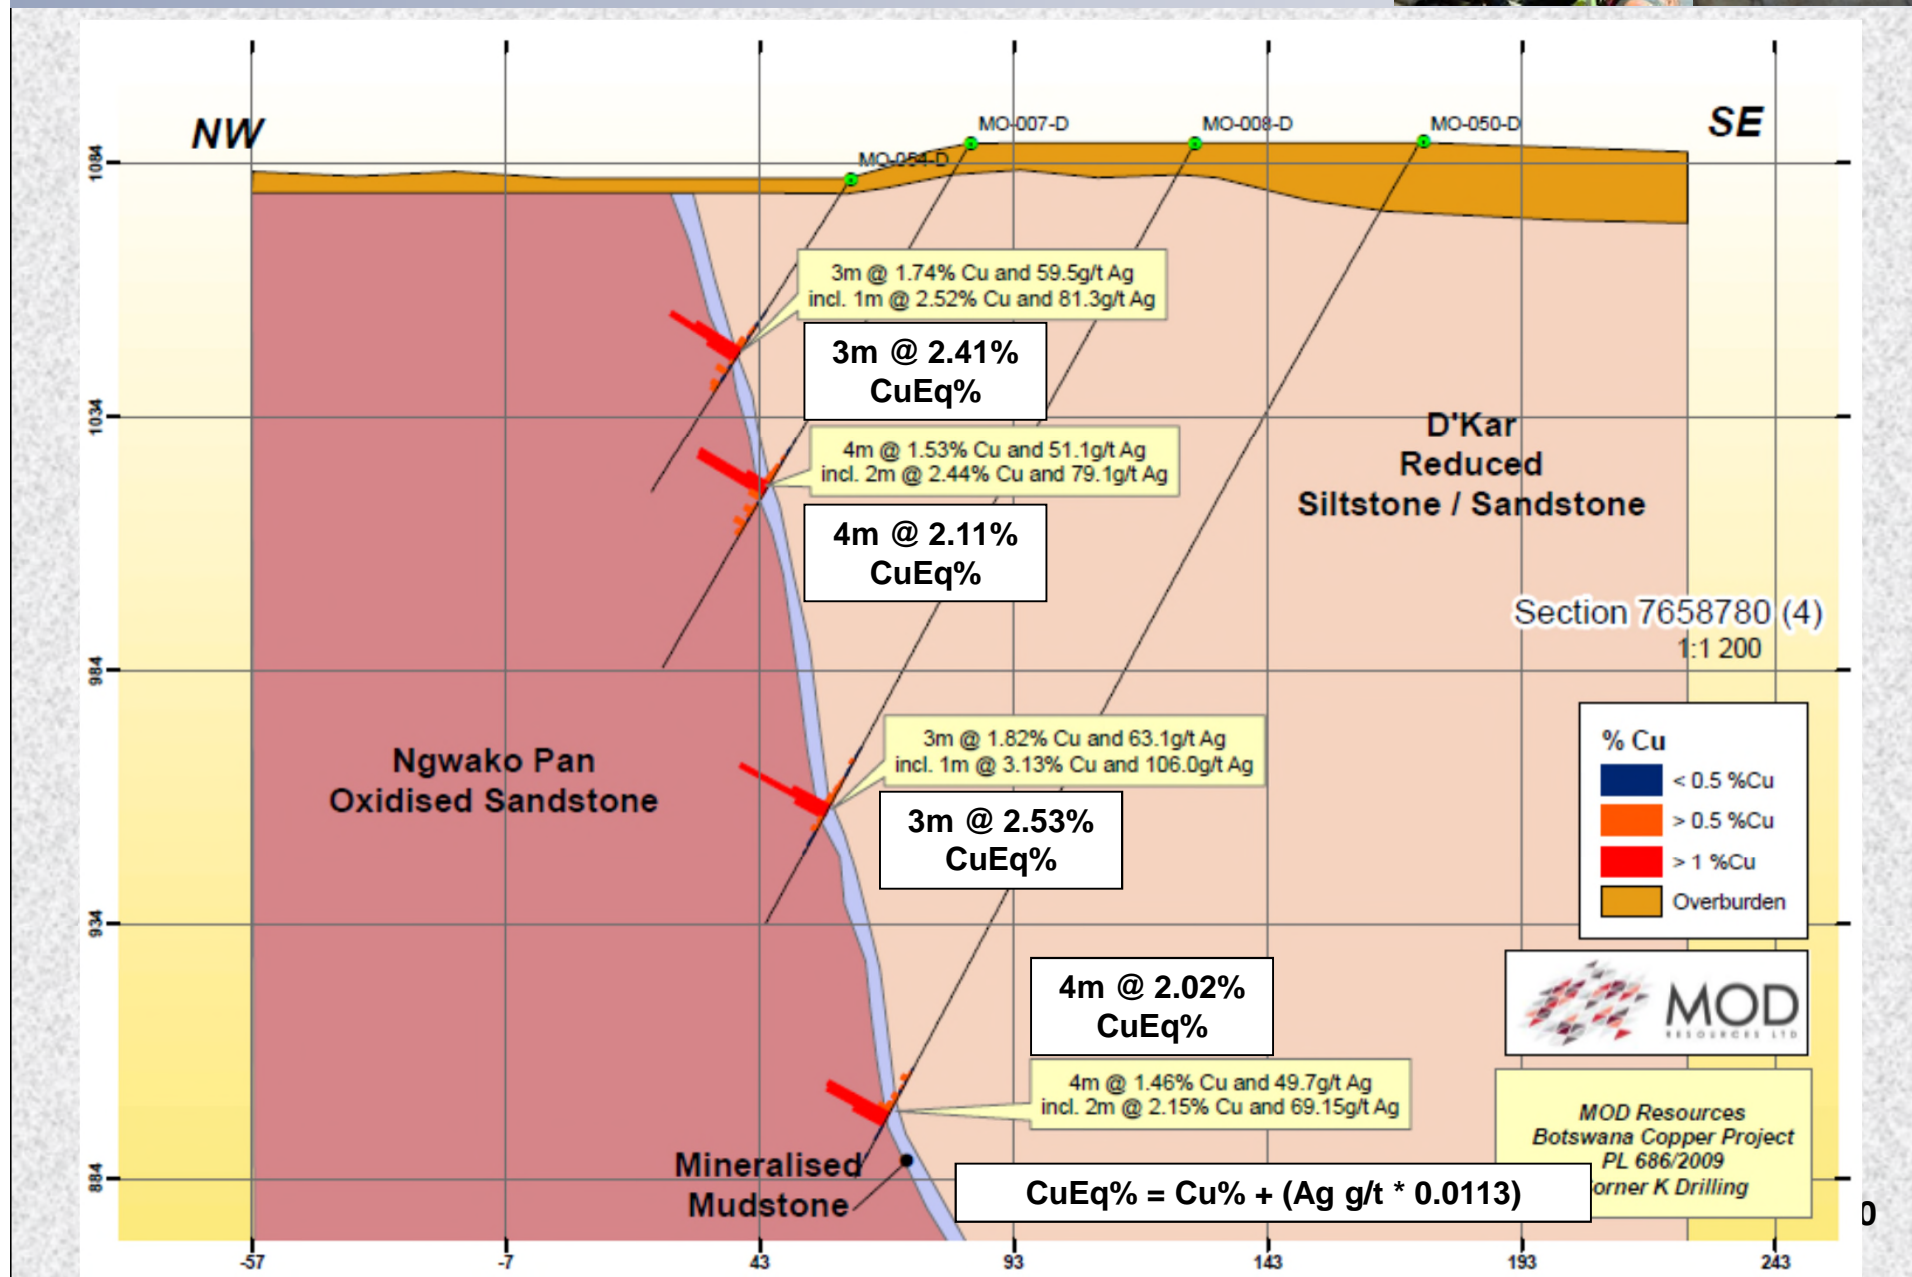 NW
SE
MO-054-D
MO-007-D
MO-008-D
MO-050-D
1084
1034
984
934
884
3m @ 1.74% Cu and 59.5g/t Ag
incl. 1m @ 2.52% Cu and 81.3g/t Ag
3m @ 2.41%
CuEq%
4m @ 1.53% Cu and 51.1g/t Ag
incl. 2m @ 2.44% Cu and 79.1g/t Ag
4m @ 2.11%
CuEq%
D'Kar
Reduced
Siltstone / Sandstone
Section 7658780 (4)
1:1 200
Ngwako Pan
Oxidised Sandstone
3m @ 1.82% Cu and 63.1g/t Ag
incl. 1m @ 3.13% Cu and 106.0g/t Ag
3m @ 2.53%
CuEq%
% Cu
< 0.5 %Cu
> 0.5 %Cu
> 1 %Cu
Overburden
4m @ 2.02%
CuEq%
4m @ 1.46% Cu and 49.7g/t Ag
incl. 2m @ 2.15% Cu and 69.15g/t Ag
MOD
RESOURCES LTD
MOD Resources
Botswana Copper Project
PL 686/2009
orner K Drilling
Mineralised
Mudstone
CuEq% = Cu% + (Ag g/t * 0.0113)
0
-57
-7
43
93
143
193
243